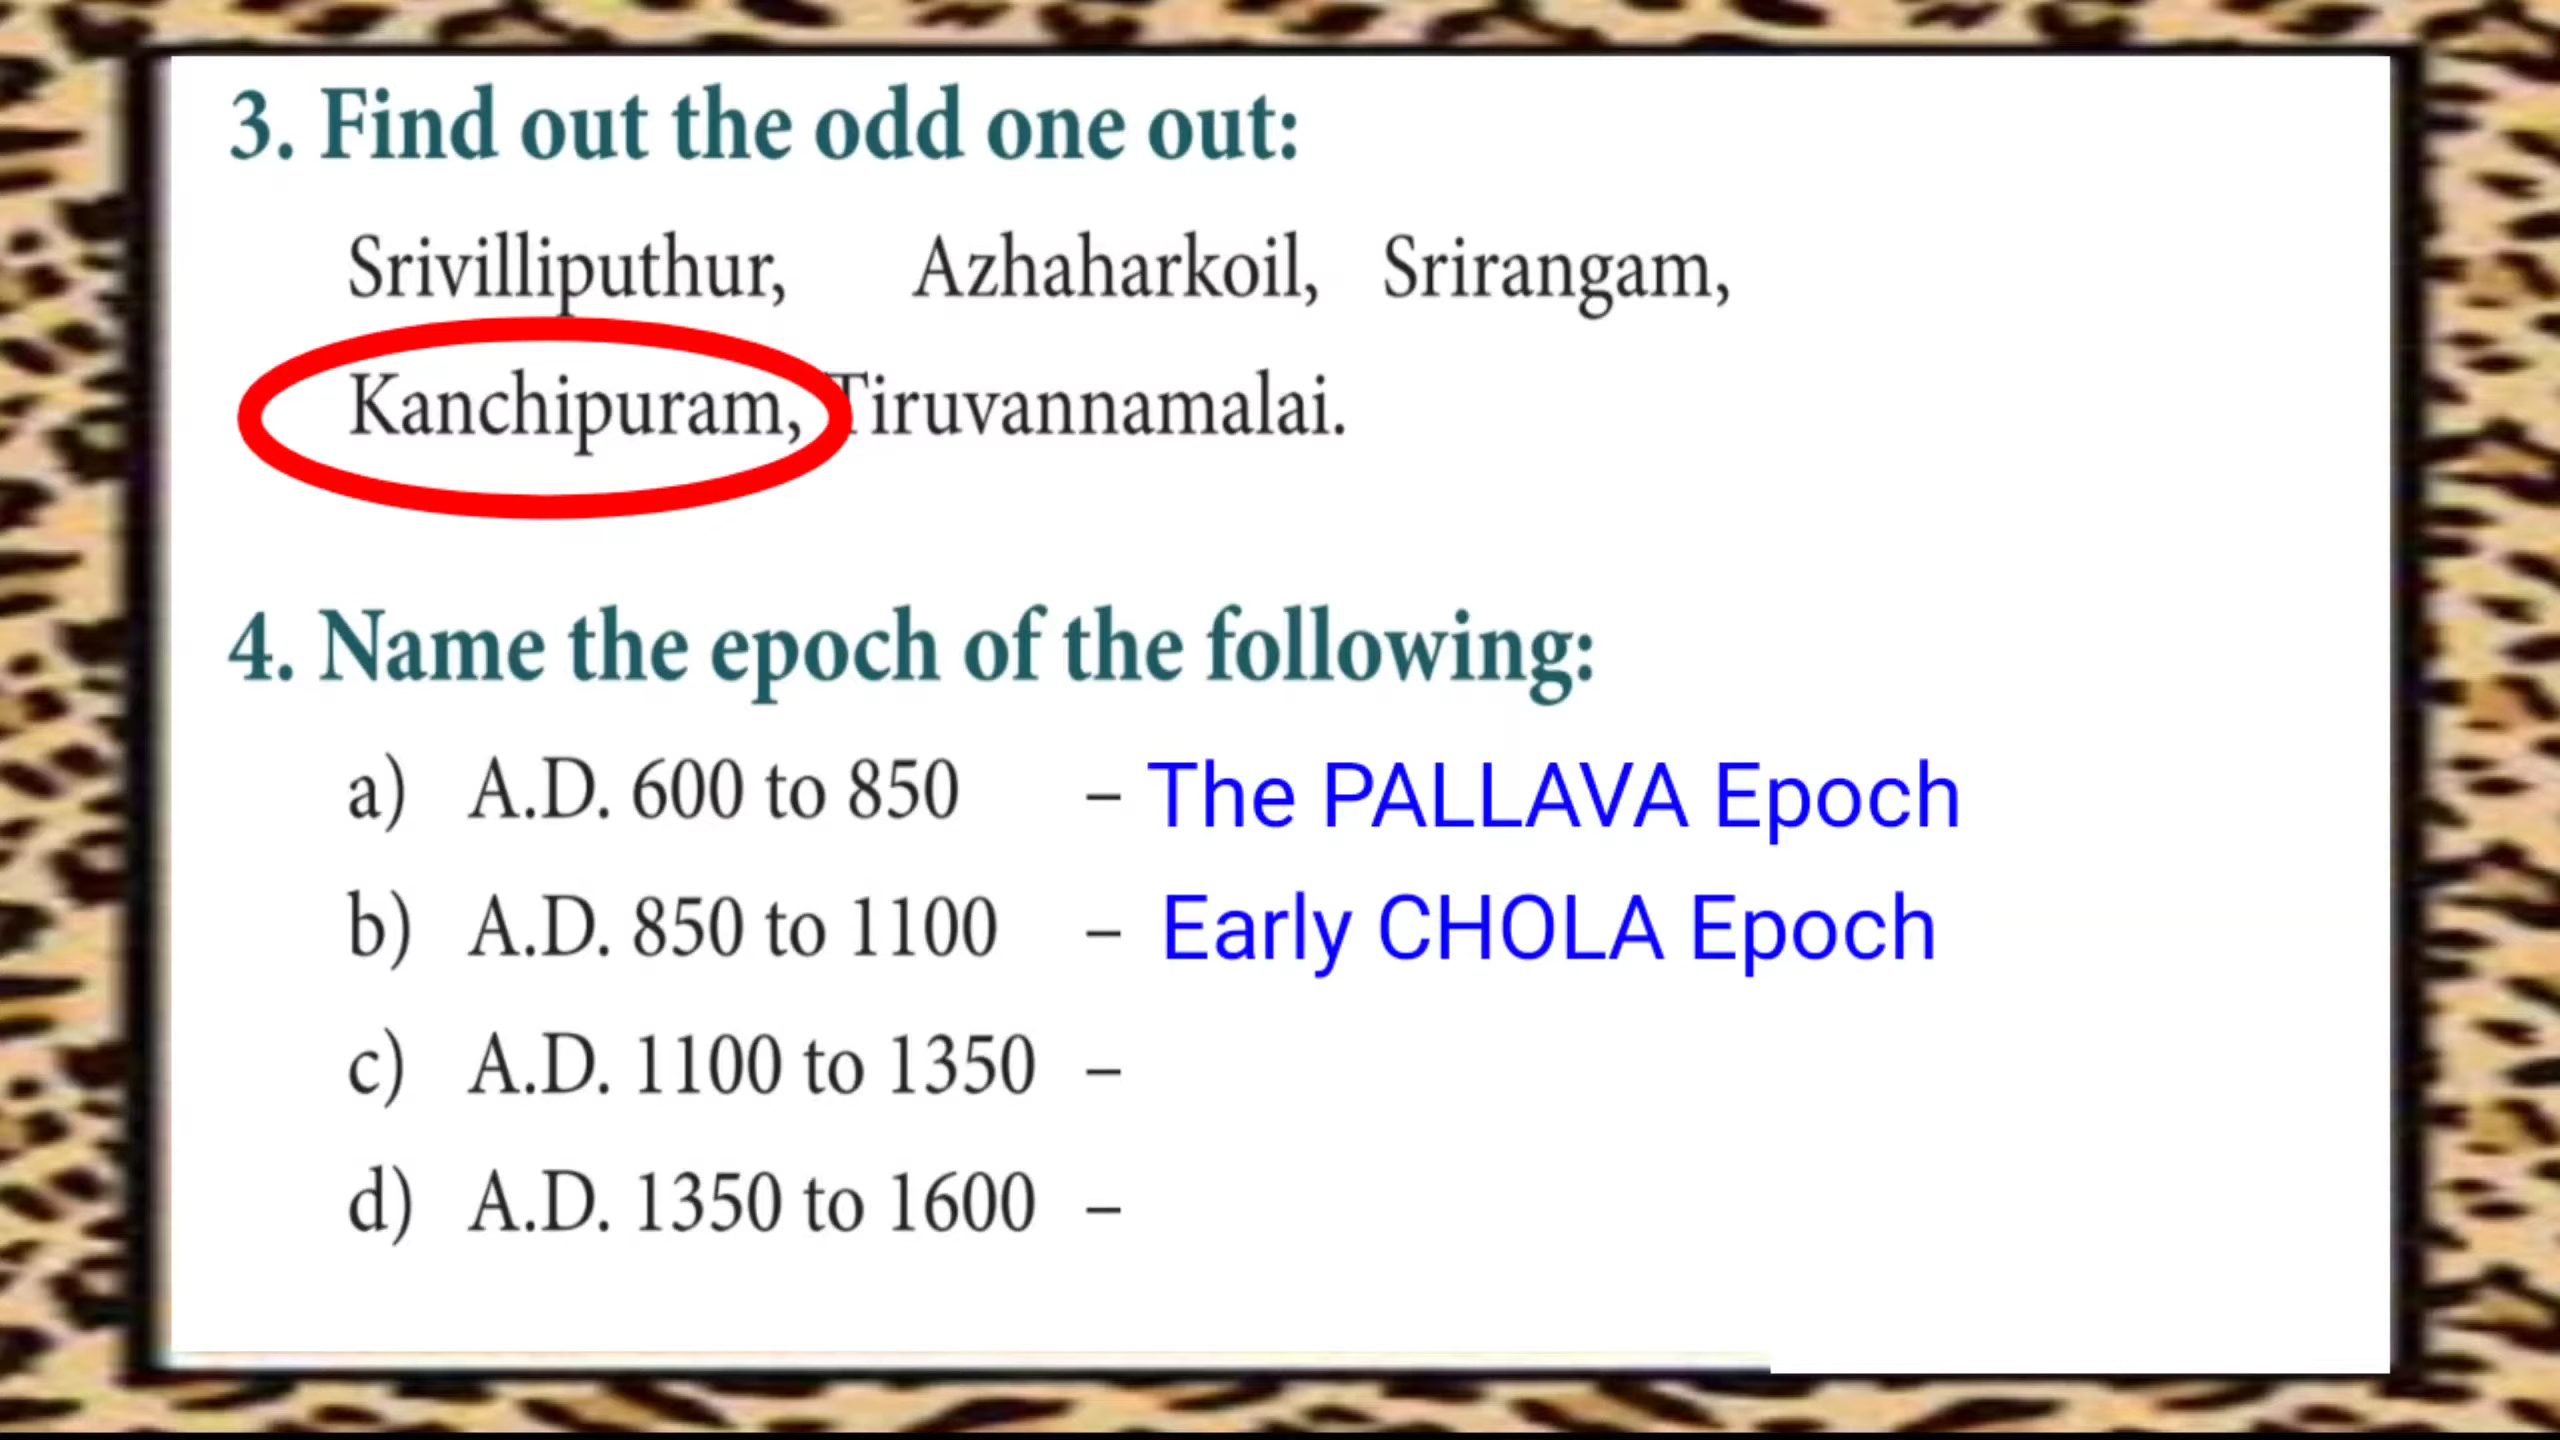 3. Find out the odd one out:
Srivilliputhur, Azhaharkoil, Srirangam,
Kanchipuram, Tiruvannamalai.
4. Name the epoch of the following:
a) A.D. 600 to 850 – The PALLAVA Epoch
b) A.D. 850 to 1100 – Early CHOLA Epoch
c) A.D. 1100 to 1350 –
d) A.D. 1350 to 1600 –